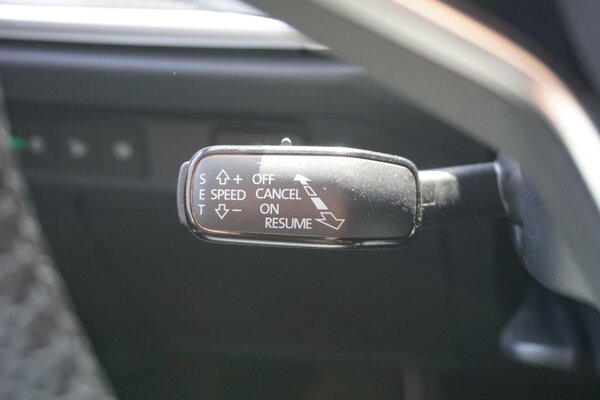 S + OFF
E SPEED CANCEL
T - ON
RESUME